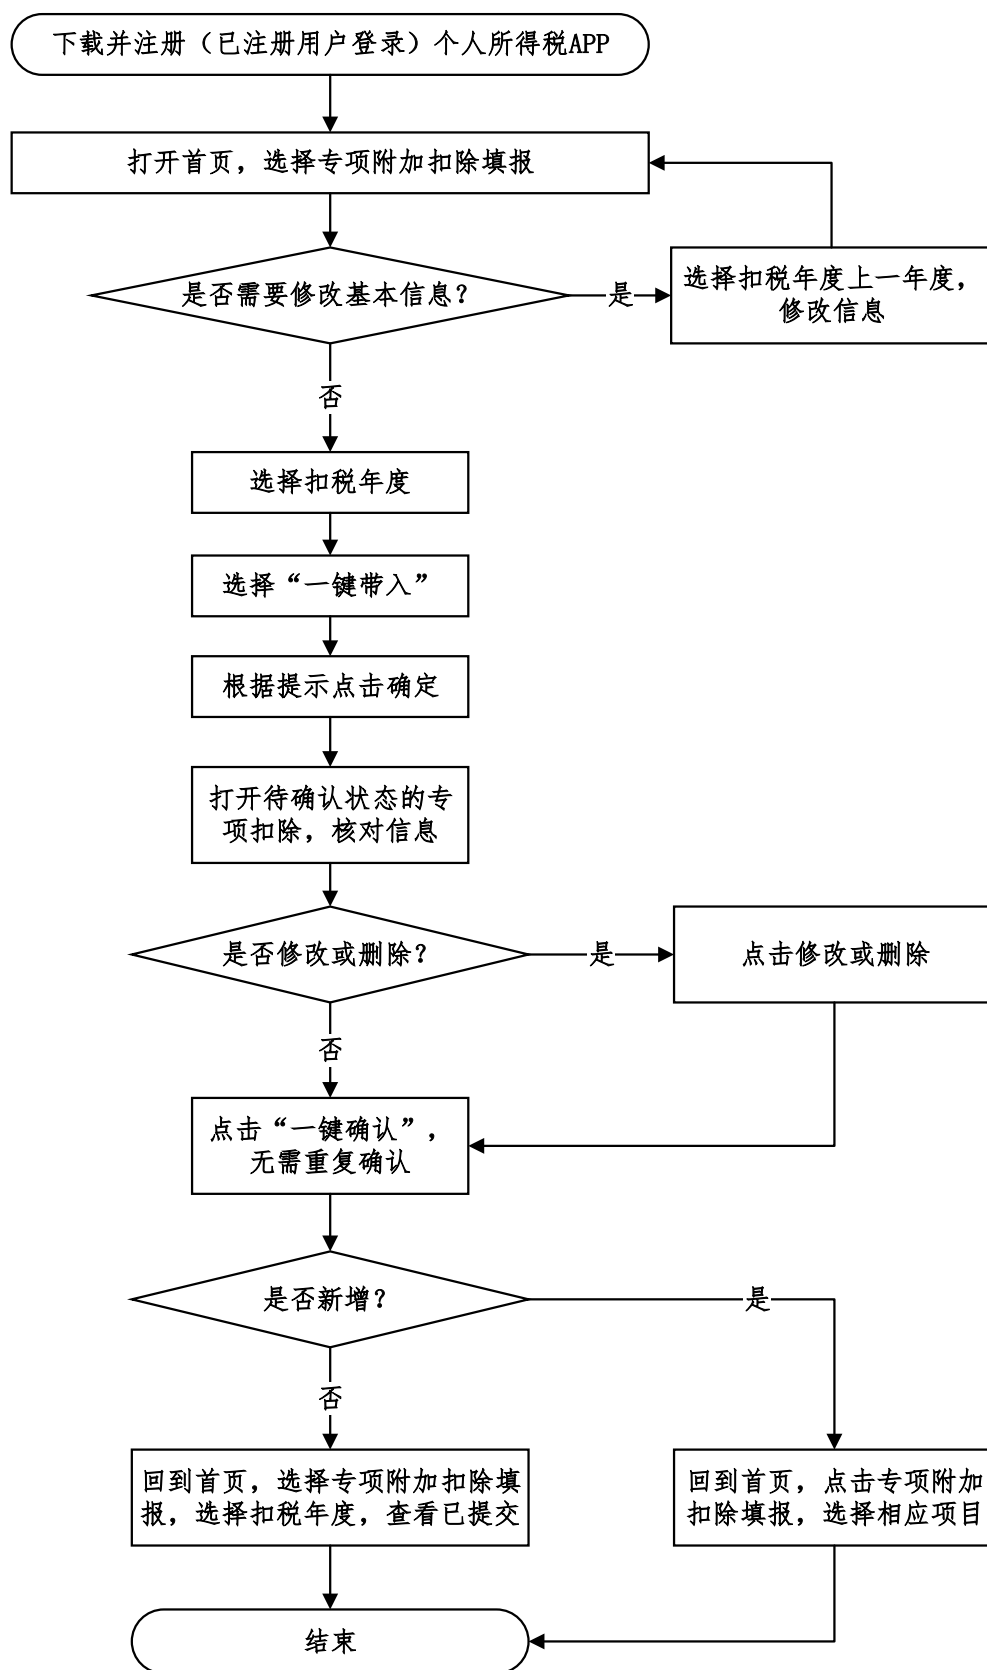 下载并注册（已注册用户登录）个人所得税APP
打开首页，选择专项附加扣除填报
是否需要修改基本信息？
是
选择扣税年度上一年度，
修改信息
否
选择扣税年度
选择“一键带入”
根据提示点击确定
打开待确认状态的专
项扣除，核对信息
是否修改或删除？
是
点击修改或删除
否
点击“一键确认”，
无需重复确认
是否新增？
是
否
回到首页，选择专项附加扣除填
报，选择扣税年度，查看已提交
回到首页，点击专项附加
扣除填报，选择相应项目
结束